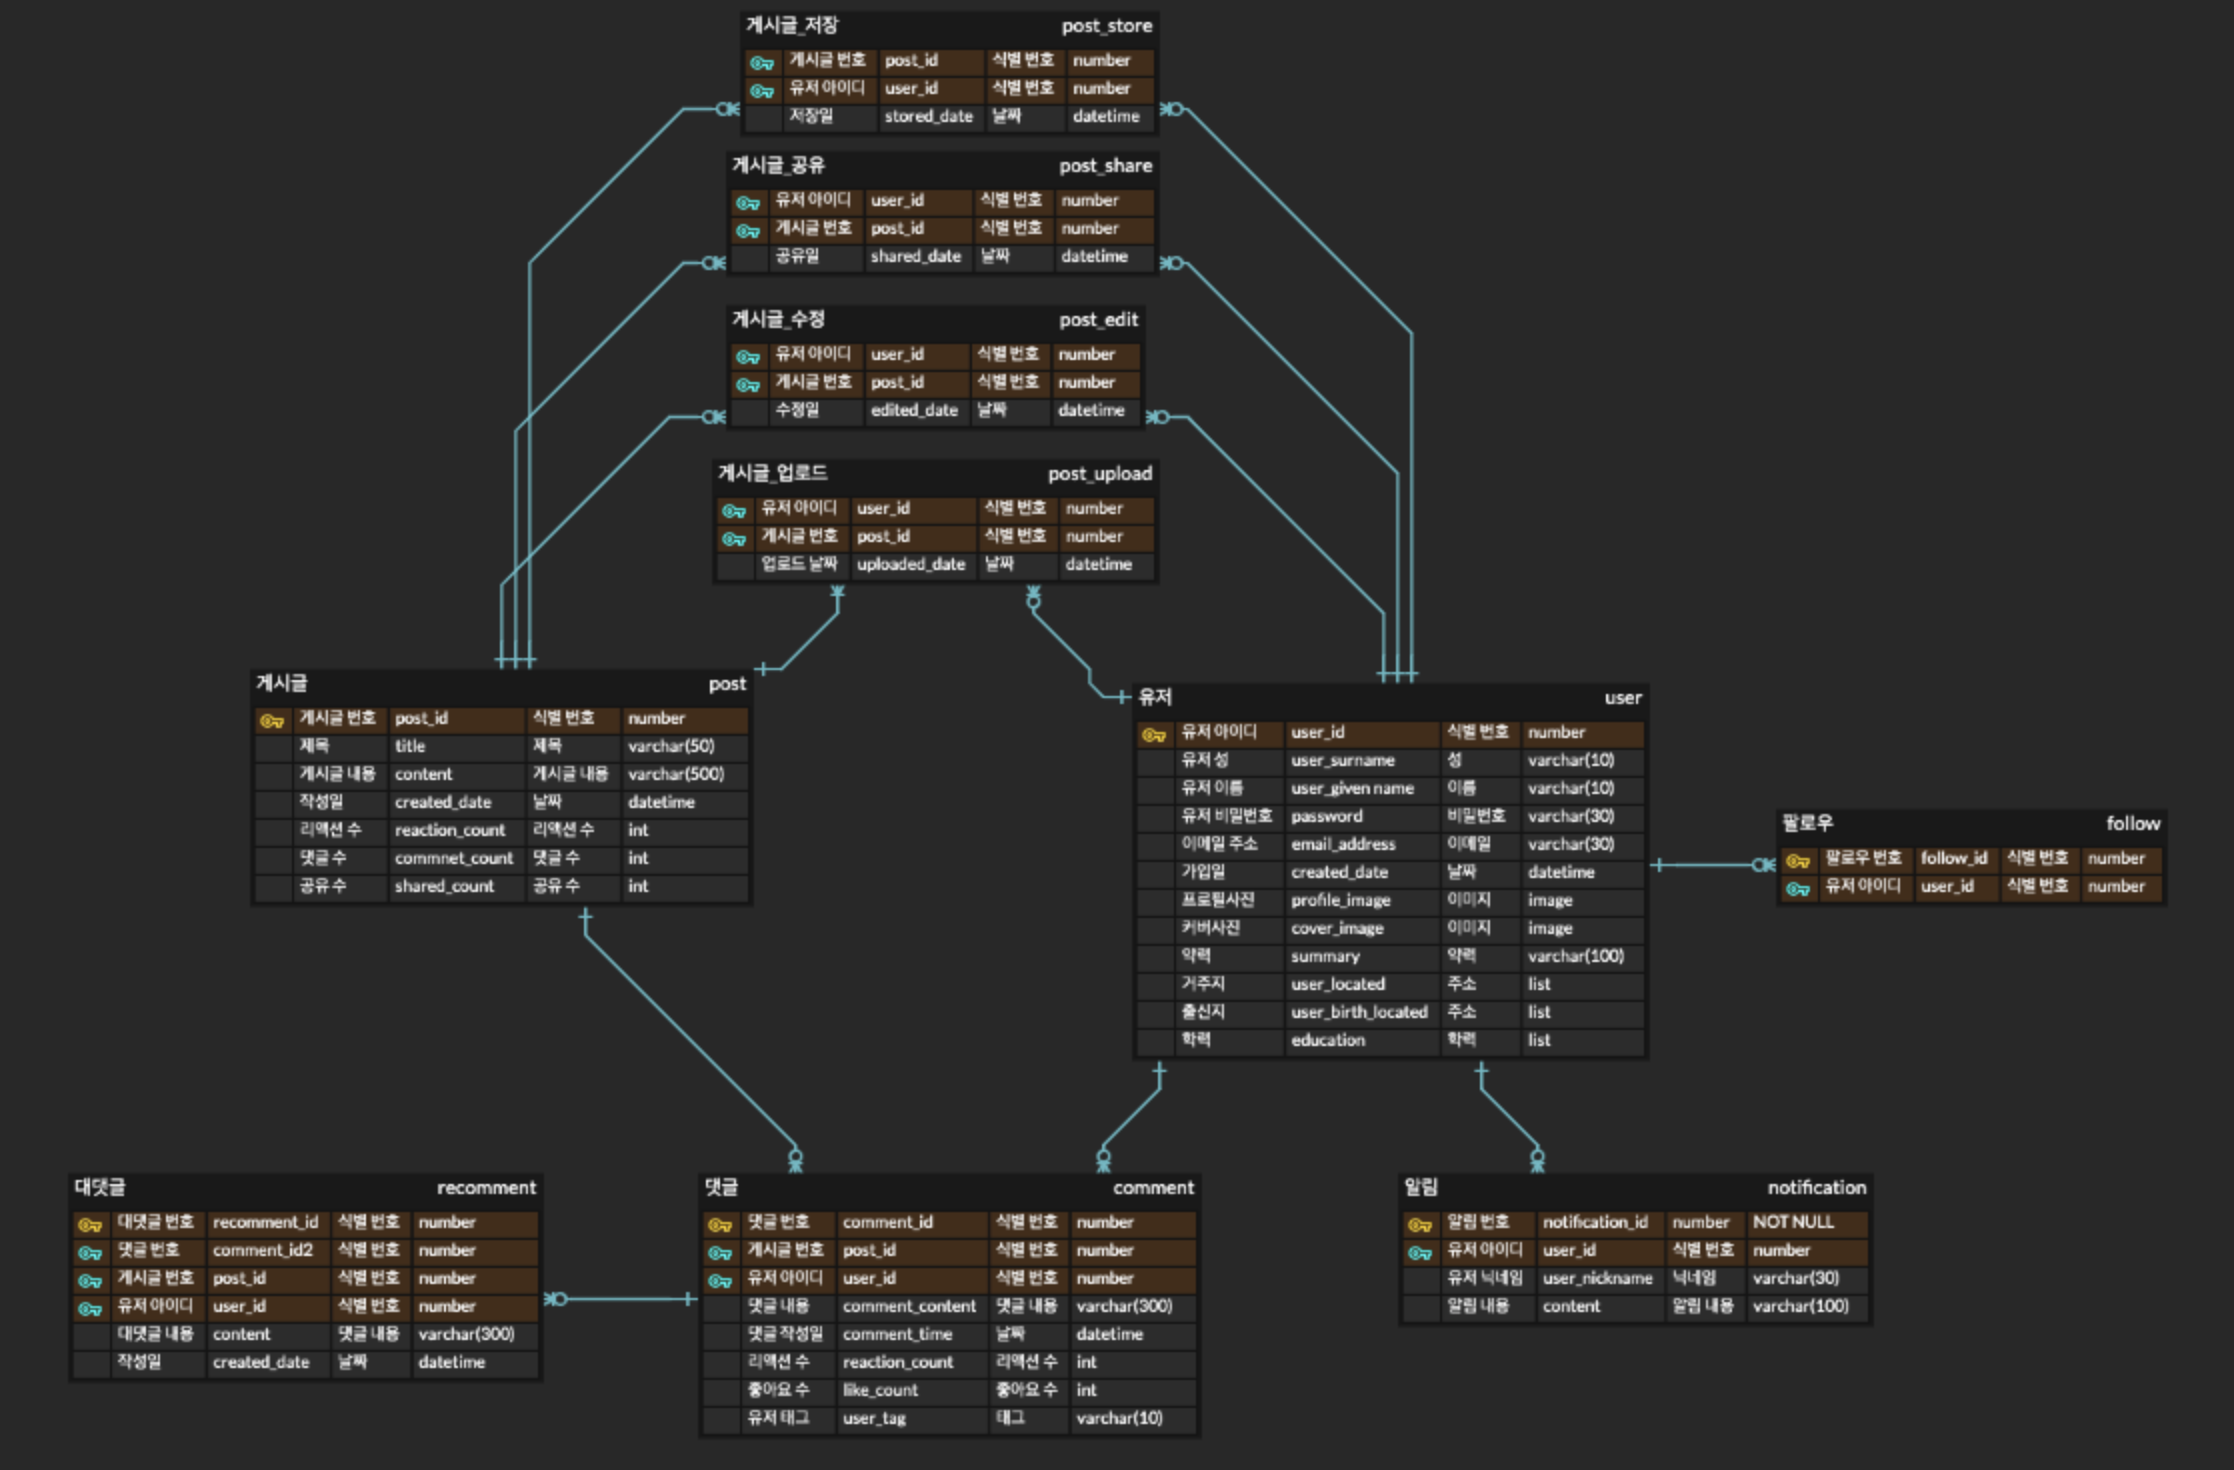 게시글_저장 post_store
게시글 번호 post_id 식별 번호 number
유저 아이디 user_id 식별 번호 number
저장일 stored_date 날짜 datetime
게시글_공유 post_share
유저 아이디 user_id 식별 번호 number
게시글 번호 post_id 식별 번호 number
공유일 shared_date 날짜 datetime
게시글_수정 post_edit
유저 아이디 user_id 식별 번호 number
게시글 번호 post_id 식별 번호 number
수정일 edited_date 날짜 datetime
게시글_업로드 post_upload
유저 아이디 user_id 식별 번호 number
게시글 번호 post_id 식별 번호 number
업로드 날짜 uploaded_date 날짜 datetime
게시글 post
게시글 번호 post_id 식별 번호 number
제목 title 제목 varchar(50)
게시글 내용 content 게시글 내용 varchar(500)
작성일 created_date 날짜 datetime
리액션 수 reaction_count 리액션 수 int
댓글 수 commnet_count 댓글 수 int
공유 수 shared_count 공유 수 int
유저 user
유저 아이디 user_id 식별 번호 number
유저 성 user_surname 성 varchar(10)
유저 이름 user_given name 이름 varchar(10)
유저 비밀번호 password 비밀번호 varchar(30)
이메일 주소 email_address 이메일 varchar(30)
가입일 created_date 날짜 datetime
프로필사진 profile_image 이미지 image
커버사진 cover_image 이미지 image
약력 summary 약력 varchar(100)
거주지 user_located 주소 list
출신지 user_birth_located 주소 list
학력 education 학력 list
팔로우 follow
팔로우 번호 follow_id 식별 번호 number
유저 아이디 user_id 식별 번호 number
대댓글 recomment
대댓글 번호 recomment_id 식별 번호 number
댓글 번호 comment_id2 식별 번호 number
게시글 번호 post_id 식별 번호 number
유저 아이디 user_id 식별 번호 number
대댓글 내용 content 댓글 내용 varchar(300)
작성일 created_date 날짜 datetime
댓글 comment
댓글 번호 comment_id 식별 번호 number
게시글 번호 post_id 식별 번호 number
유저 아이디 user_id 식별 번호 number
댓글 내용 comment_content 댓글 내용 varchar(300)
댓글 작성일 comment_time 날짜 datetime
리액션 수 reaction_count 리액션 수 int
좋아요 수 like_count 좋아요 수 int
유저 태그 user_tag 태그 varchar(10)
알림 notification
알림 번호 notification_id number NOT NULL
유저 아이디 user_id 식별 번호 number
유저 닉네임 user_nickname 닉네임 varchar(30)
알림 내용 content 알림 내용 varchar(100)